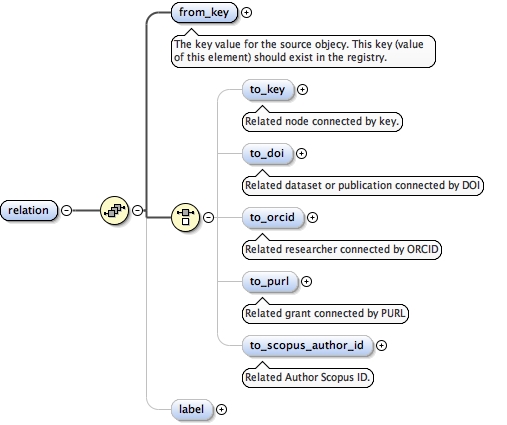 from_key
The key value for the source objecy. This key (value
of this element) should exist in the registry.
to_key
Related node connected by key.
to_doi
Related dataset or publication connected by DOI
relation
to_orcid
Related researcher connected by ORCID
to_purl
Related grant connected by PURL
to_scopus_author_id
Related Author Scopus ID.
label